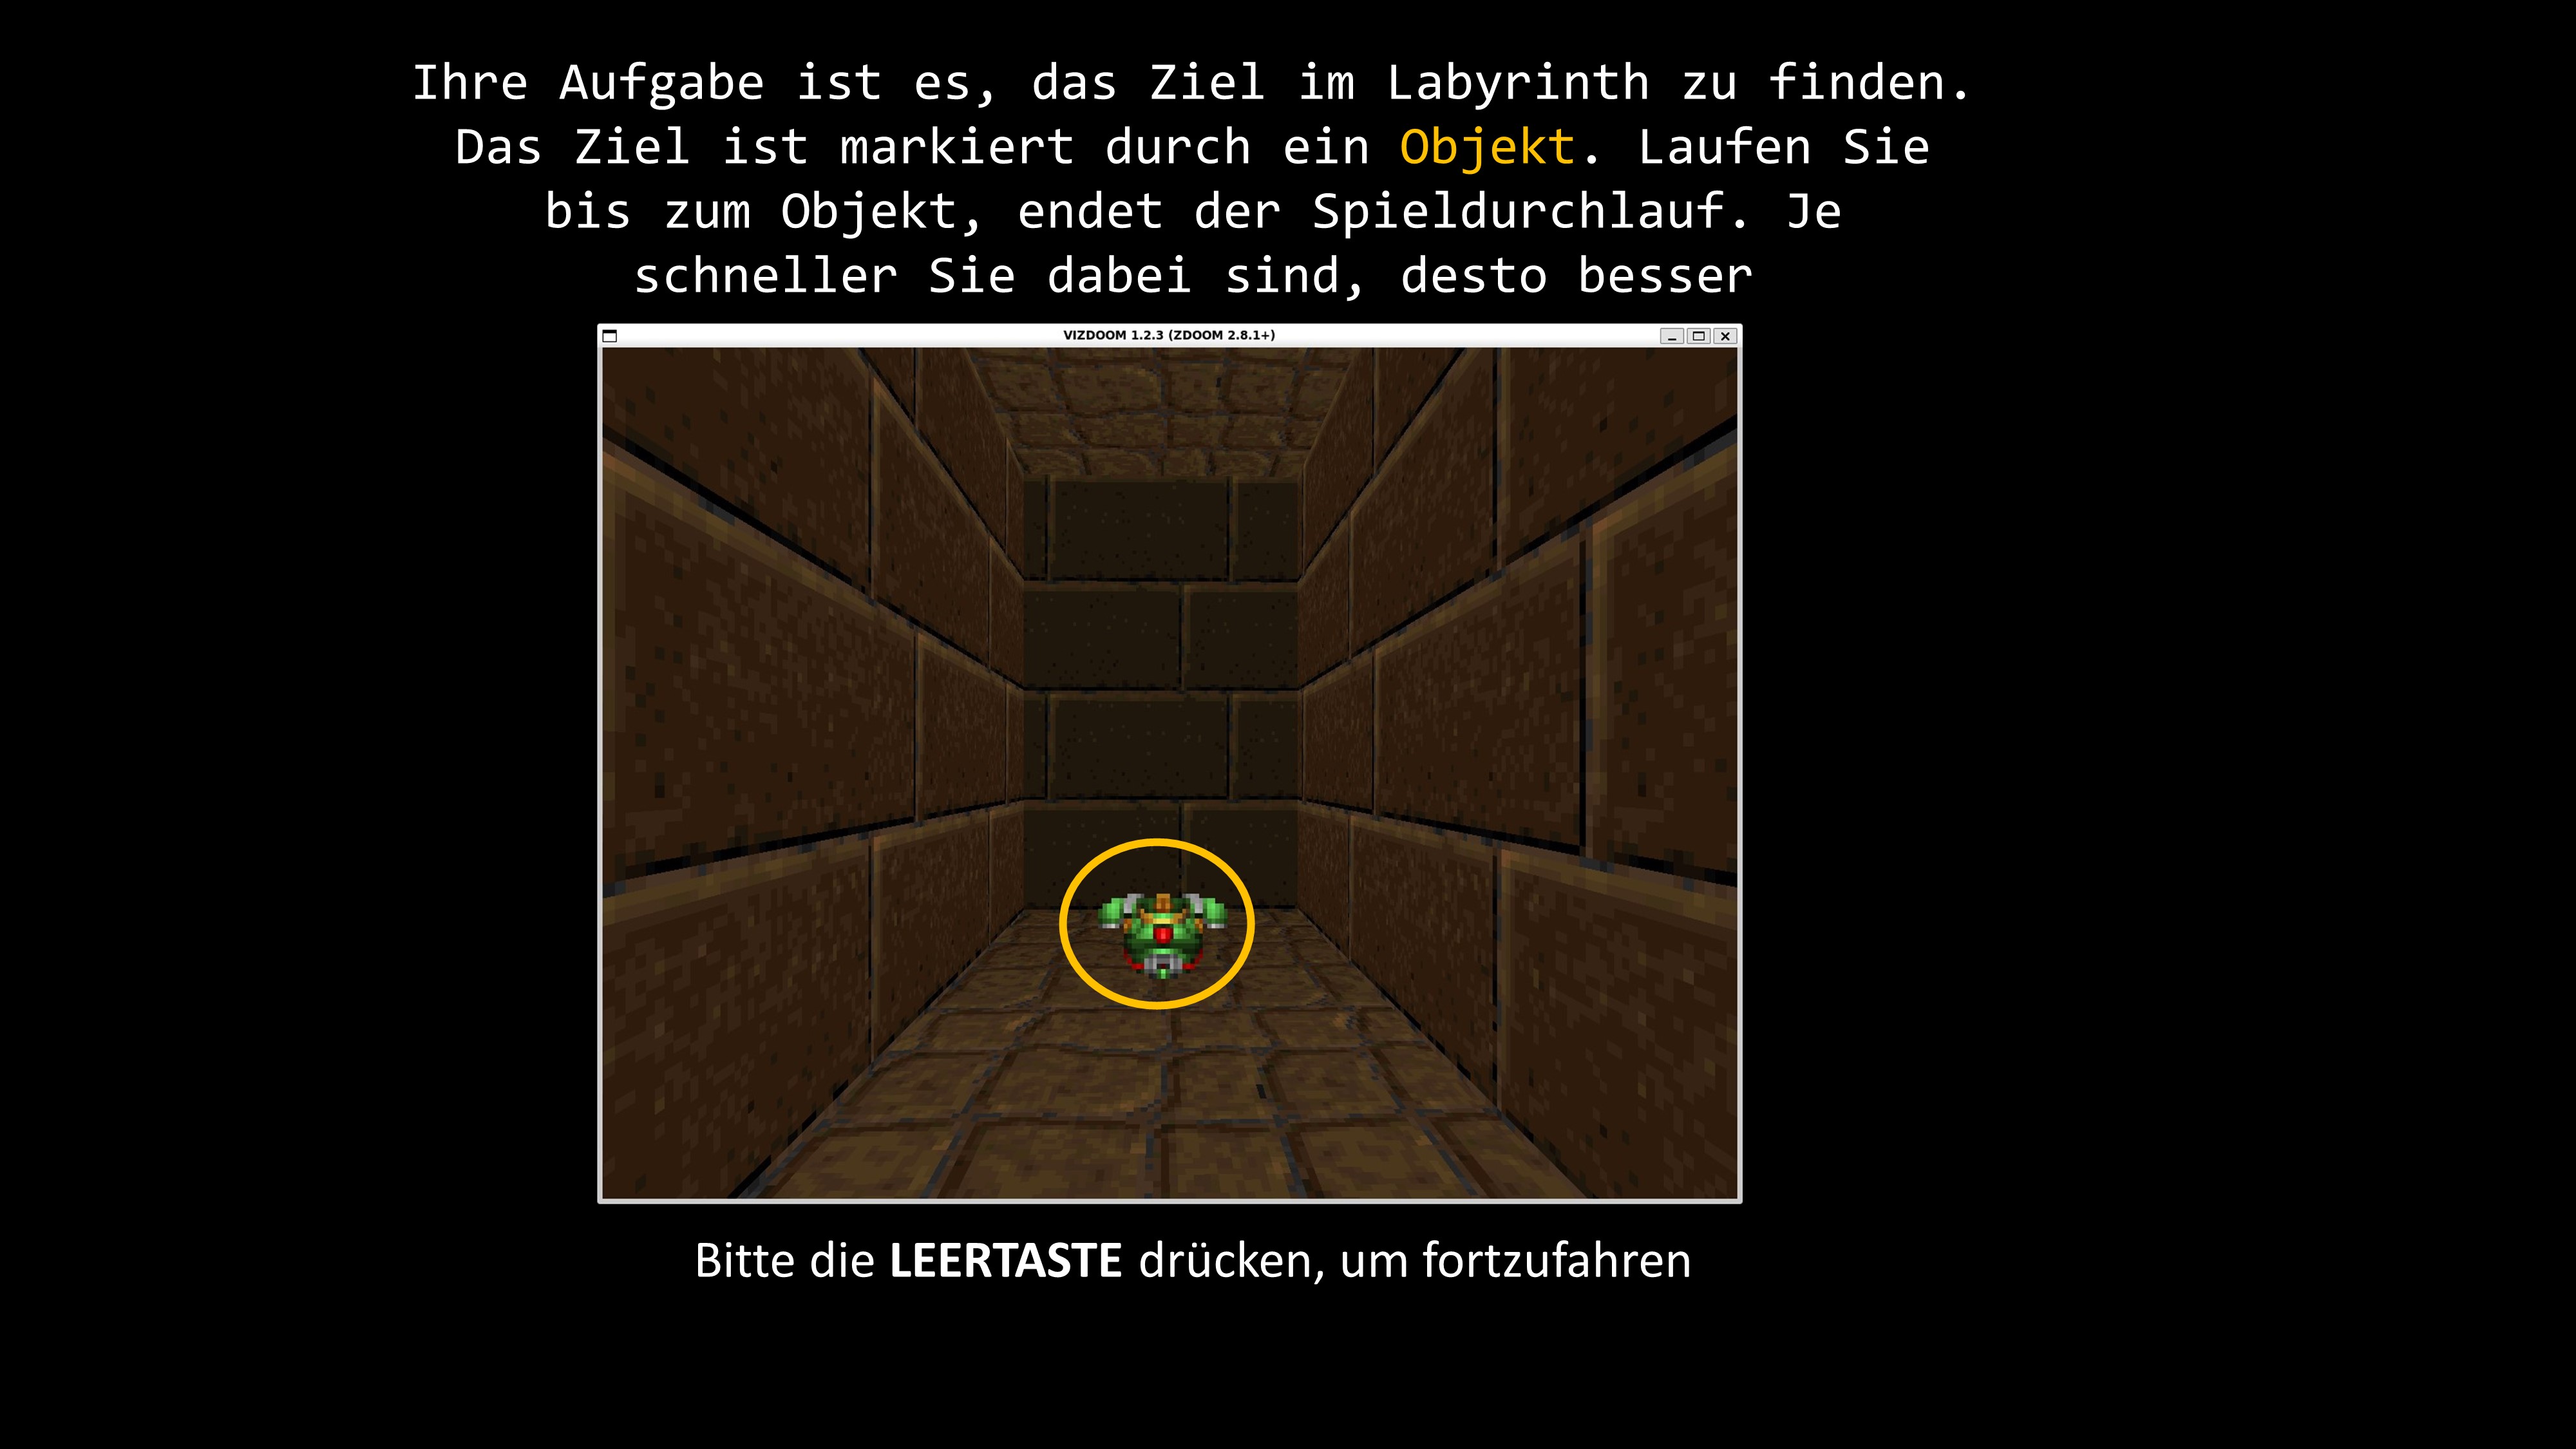 Ihre Aufgabe ist es, das Ziel im Labyrinth zu finden.
Das Ziel ist markiert durch ein Objekt. Laufen Sie
bis zum Objekt, endet der Spieldurchlauf. Je
schneller Sie dabei sind, desto besser
VIZDOOM 1.2.3 (ZDOOM 2.8.1+)
Bitte die LEERTASTE drücken, um fortzufahren